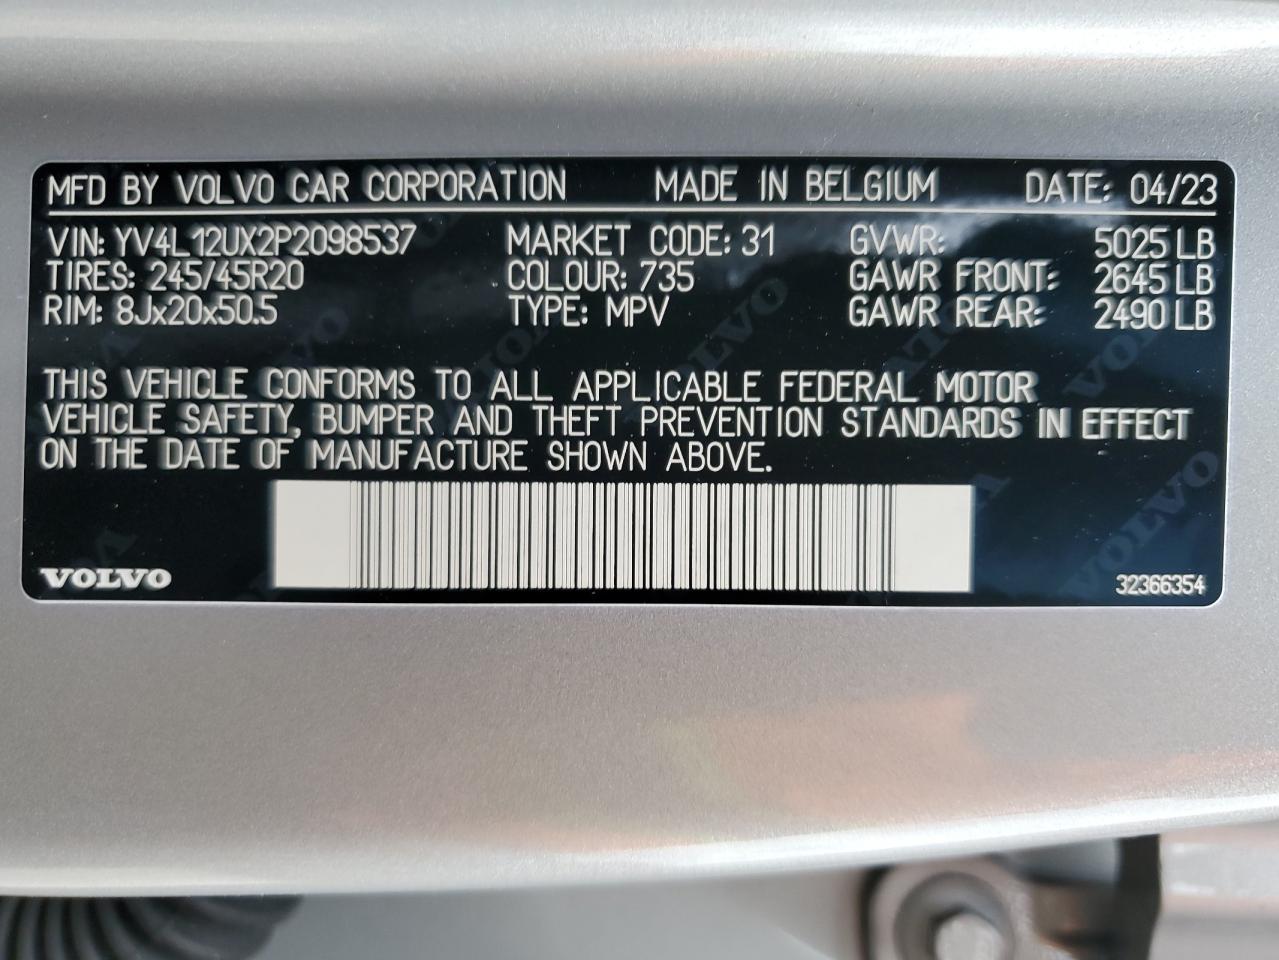 MFD BY VOLVO CAR CORPORATION MADE IN BELGIUM DATE: 04/23
VIN: YV4L12UX2P2098537 MARKET CODE: 31 GVWR: 5025 LB
TIRES: 245/45R20 COLOUR: 735 GAWR FRONT: 2645 LB
RIM: 8Jx20x50.5 TYPE: MPV GAWR REAR: 2490 LB
THIS VEHICLE CONFORMS TO ALL APPLICABLE FEDERAL MOTOR
VEHICLE SAFETY, BUMPER AND THEFT PREVENTION STANDARDS IN EFFECT
ON THE DATE OF MANUFACTURE SHOWN ABOVE.
VOLVO 32366354